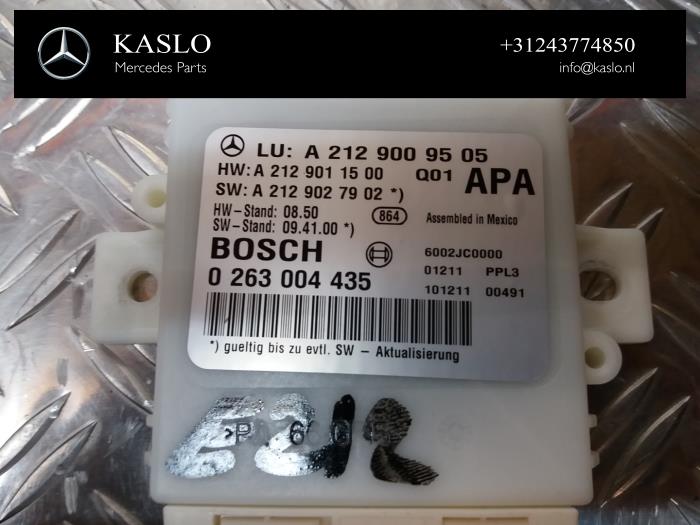 KASLO
Mercedes Parts
+31243774850
info@kaslo.nl
LU: A 212 900 95 05
HW: A 212 901 15 00 Q01 APA
SW: A 212 902 79 02 *)
HW-Stand: 08.50 864 Assembled in Mexico
SW-Stand: 09.41.00 *)
BOSCH 6002JC0000
0 263 004 435 01211 PPL3
101211 00491
*) gueltig bis zu evtl. SW - Aktualisierung
E212